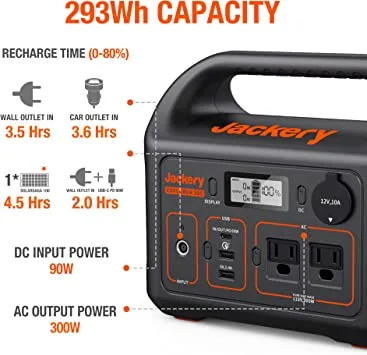 293Wh CAPACITY
RECHARGE TIME (0-80%)
WALL OUTLET IN
3.5 Hrs
CAR OUTLET IN
3.6 Hrs
1*
4.5 Hrs
WALL OUTLET IN + USB-C PD 60W
2.0 Hrs
DC INPUT POWER
90W
AC OUTPUT POWER
300W
Jackery
Jackery
100%
DISPLAY
DC
12V⎓10A
USB
AC
INPUT